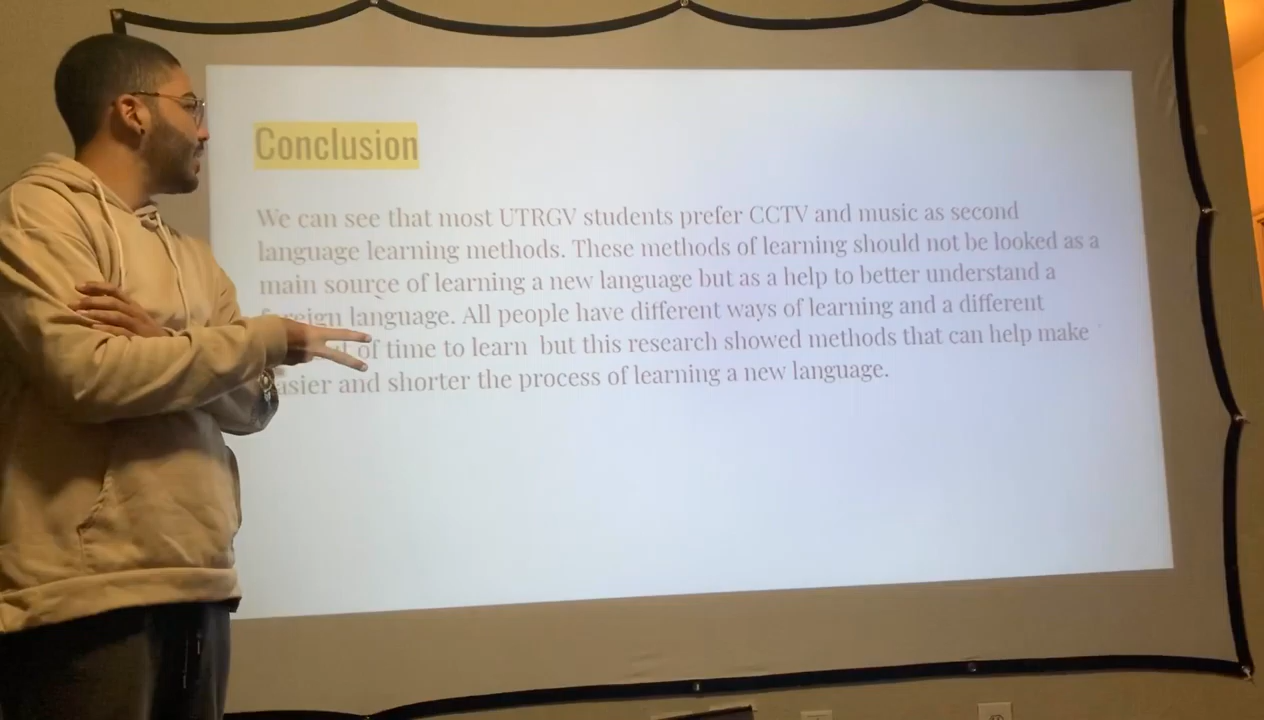 Conclusion
We can see that most UTRGV students prefer CCTV and music as second
language learning methods. These methods of learning should not be looked as a
main source of learning a new language but as a help to better understand a
language. All people have different ways of learning and a different
of time to learn but this research showed methods that can help make
and shorter the process of learning a new language.